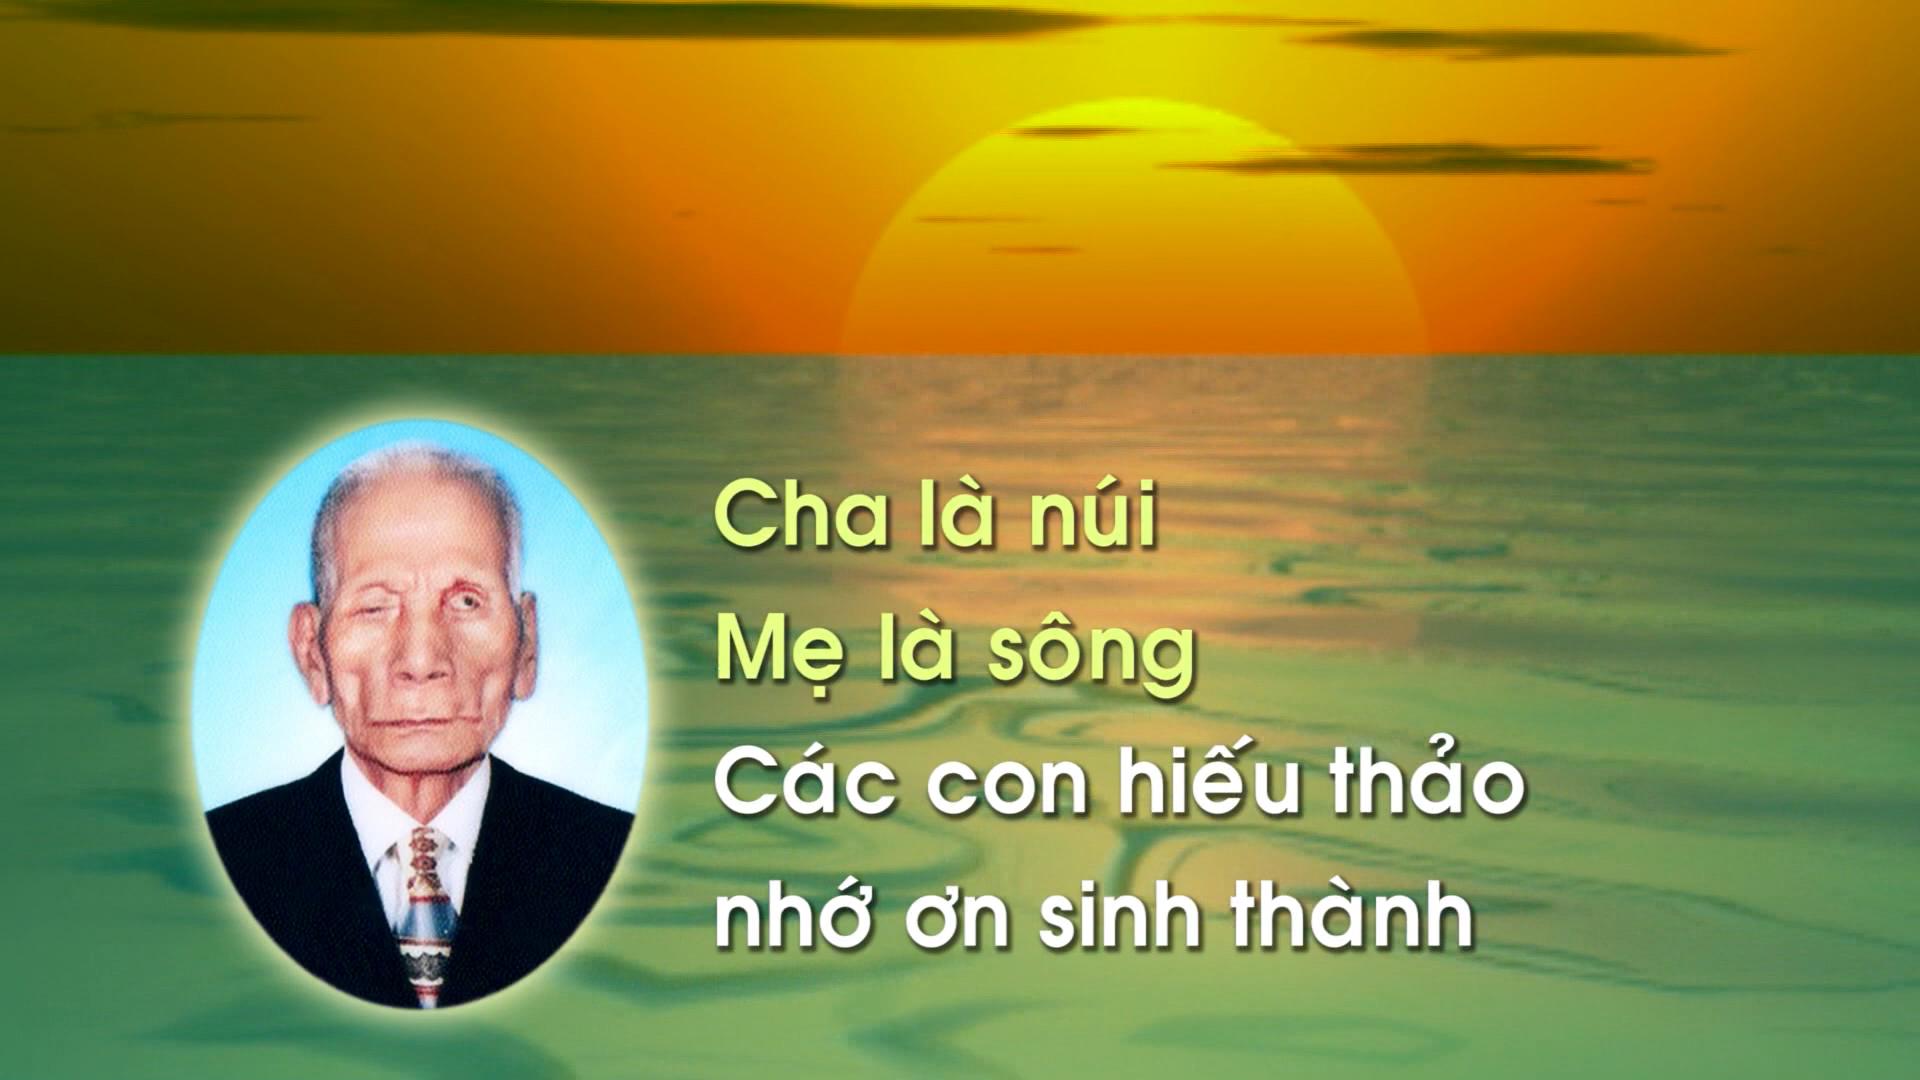 Cha là núi
Mẹ là sông
Các con hiếu thảo
nhớ ơn sinh thành